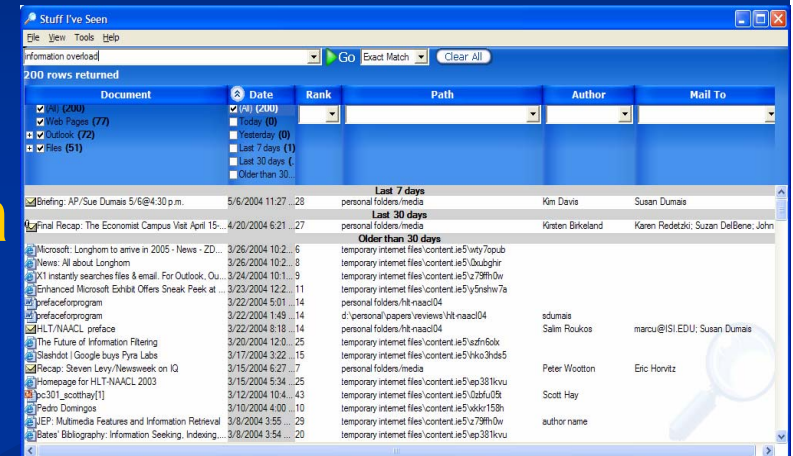 Stuff I've Seen
File View Tools Help
information overload Go Exact Match Clear All
200 rows returned
Document Date Rank Path Author Mail To
(All) (200) (All) (200)
Web Pages (77) Today (0)
Outlook (72) Yesterday (0)
Files (51) Last 7 days (1)
Last 30 days (.
Older than 30...
Last 7 days
Briefing: AP/Sue Dumais 5/6@4:30 p.m. 5/6/2004 11:27 ... 28 personal folders/media Kim Davis Susan Dumais
Last 30 days
Final Recap: The Economist Campus Visit April 15-... 4/20/2004 6:21 ... 27 personal folders/media Kirsten Birkeland Karen Redetzki; Suzan DelBene; John
Older than 30 days
Microsoft: Longhorn to arrive in 2005 - News - ZD... 3/26/2004 10:2... 6 temporary internet files\content.ie5\wty7opub
News: All about Longhorn 3/26/2004 10:2... 8 temporary internet files\content.ie5\0xubghir
X1 instantly searches files & email. For Outlook, Ou... 3/24/2004 10:1... 9 temporary internet files\content.ie5\z79ffh0w
Enhanced Microsoft Exhibit Offers Sneak Peek at ... 3/23/2004 12:2... 11 temporary internet files\content.ie5\y5nshw7a
prefaceforprogram 3/22/2004 5:01 ... 14 personal folders/hlt-naacl04
prefaceforprogram 3/22/2004 1:49 ... 14 d:\personal\papers\reviews\hlt-naacl04 sdumais
HLT/NAACL preface 3/22/2004 8:18 ... 14 personal folders/hlt-naacl04 Salim Roukos marcu@ISI.EDU; Susan Dumais
The Future of Information Filtering 3/20/2004 12:0... 25 temporary internet files\content.ie5\szfn6olx
Slashdot | Google buys Pyra Labs 3/17/2004 3:22 ... 15 temporary internet files\content.ie5\hko3hds5
Recap: Steven Levy/Newsweek on IQ 3/15/2004 6:27 ... 7 personal folders/media Peter Wootton Eric Horvitz
Homepage for HLT-NAACL 2003 3/15/2004 5:34 ... 25 temporary internet files\content.ie5\ep381kvu
pc301_scotthay[1] 3/12/2004 10:4... 43 temporary internet files\content.ie5\0zbfu05t Scott Hay
Pedro Domingos 3/10/2004 4:00 ... 10 temporary internet files\content.ie5\xkkr158h
JEP: Multimedia Features and Information Retrieval 3/8/2004 3:55 ... 29 temporary internet files\content.ie5\z79ffh0w author name
Bates' Bibliography: Information Seeking, Indexing,... 3/8/2004 3:54 ... 20 temporary internet files\content.ie5\ep381kvu